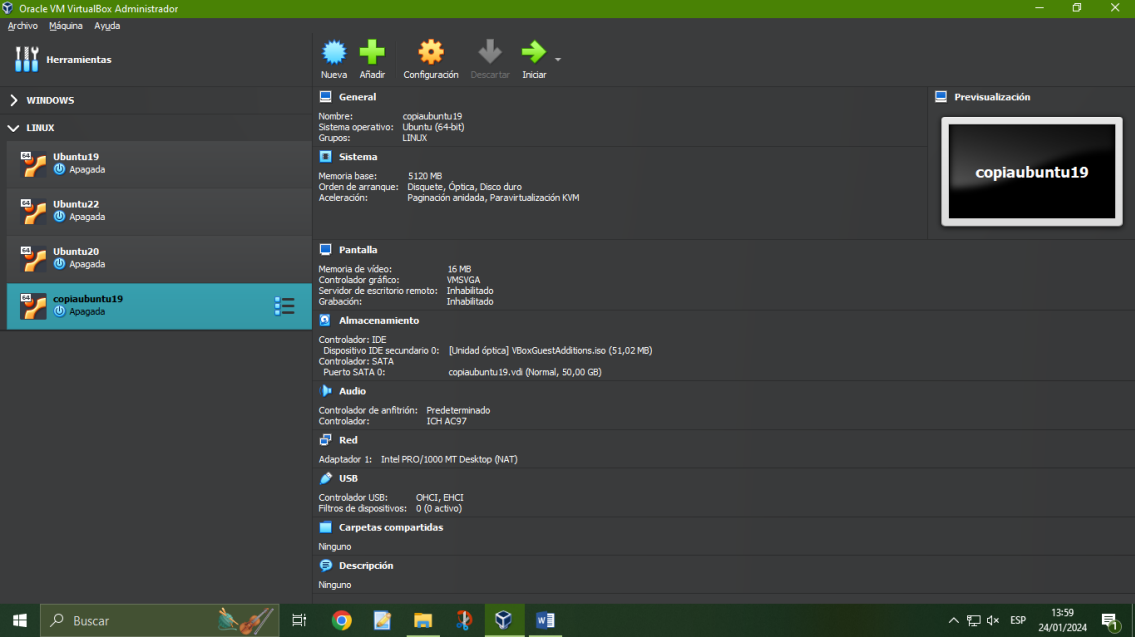 Oracle VM VirtualBox Administrador
Archivo Máquina Ayuda
Herramientas
Nueva Añadir Configuración Descartar Iniciar
WINDOWS
LINUX
64
Ubuntu19
Apagada
64
Ubuntu22
Apagada
64
Ubuntu20
Apagada
64
copiaubuntu19
Apagada
General
Nombre: copiaubuntu19
Sistema operativo: Ubuntu (64-bit)
Grupos: LINUX
Previsualización
copiaubuntu19
Sistema
Memoria base: 5120 MB
Orden de arranque: Disquete, Óptica, Disco duro
Aceleración: Paginación anidada, Paravirtualización KVM
Pantalla
Memoria de vídeo: 16 MB
Controlador gráfico: VMSVGA
Servidor de escritorio remoto: Inhabilitado
Grabación: Inhabilitado
Almacenamiento
Controlador: IDE
Dispositivo IDE secundario 0: [Unidad óptica] VBoxGuestAdditions.iso (51,02 MB)
Controlador: SATA
Puerto SATA 0: copiaubuntu19.vdi (Normal, 50,00 GB)
Audio
Controlador de anfitrión: Predeterminado
Controlador: ICH AC97
Red
Adaptador 1: Intel PRO/1000 MT Desktop (NAT)
USB
Controlador USB: OHCI, EHCI
Filtros de dispositivos: 0 (0 activo)
Carpetas compartidas
Ninguno
Descripción
Ninguno
Buscar
W
ESP
13:59
24/01/2024
1